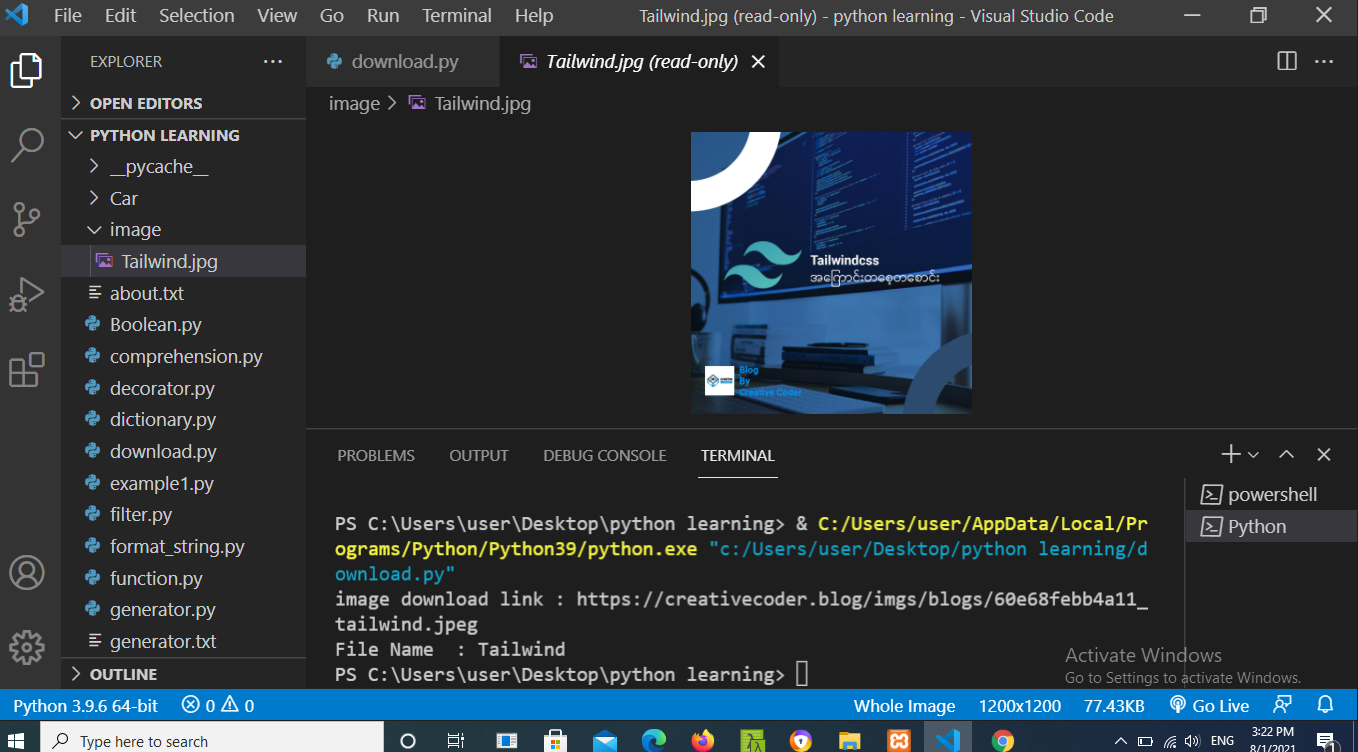 File Edit Selection View Go Run Terminal Help Tailwind.jpg (read-only) - python learning - Visual Studio Code
EXPLORER
download.py Tailwind.jpg (read-only)
OPEN EDITORS
image > Tailwind.jpg
PYTHON LEARNING
__pycache__
Car
image
Tailwind.jpg
about.txt
Boolean.py
comprehension.py
decorator.py
dictionary.py
download.py
example1.py
filter.py
format_string.py
function.py
generator.py
generator.txt
OUTLINE
Tailwindcss
အကြောင်းတစေ့တစောင်း
Blog
By
Creative Coder
PROBLEMS OUTPUT DEBUG CONSOLE TERMINAL
PS C:\Users\user\Desktop\python learning> & C:/Users/user/AppData/Local/Pr
ograms/Python/Python39/python.exe "c:/Users/user/Desktop/python learning/d
ownload.py"
image download link : https://creativecoder.blog/imgs/blogs/60e68febb4a11_
tailwind.jpeg
File Name : Tailwind
PS C:\Users\user\Desktop\python learning>
powershell
Python
Activate Windows
Go to Settings to activate Windows.
Python 3.9.6 64-bit 0 0 Whole Image 1200x1200 77.43KB Go Live
Type here to search
ENG
3:22 PM
8/1/2021
1